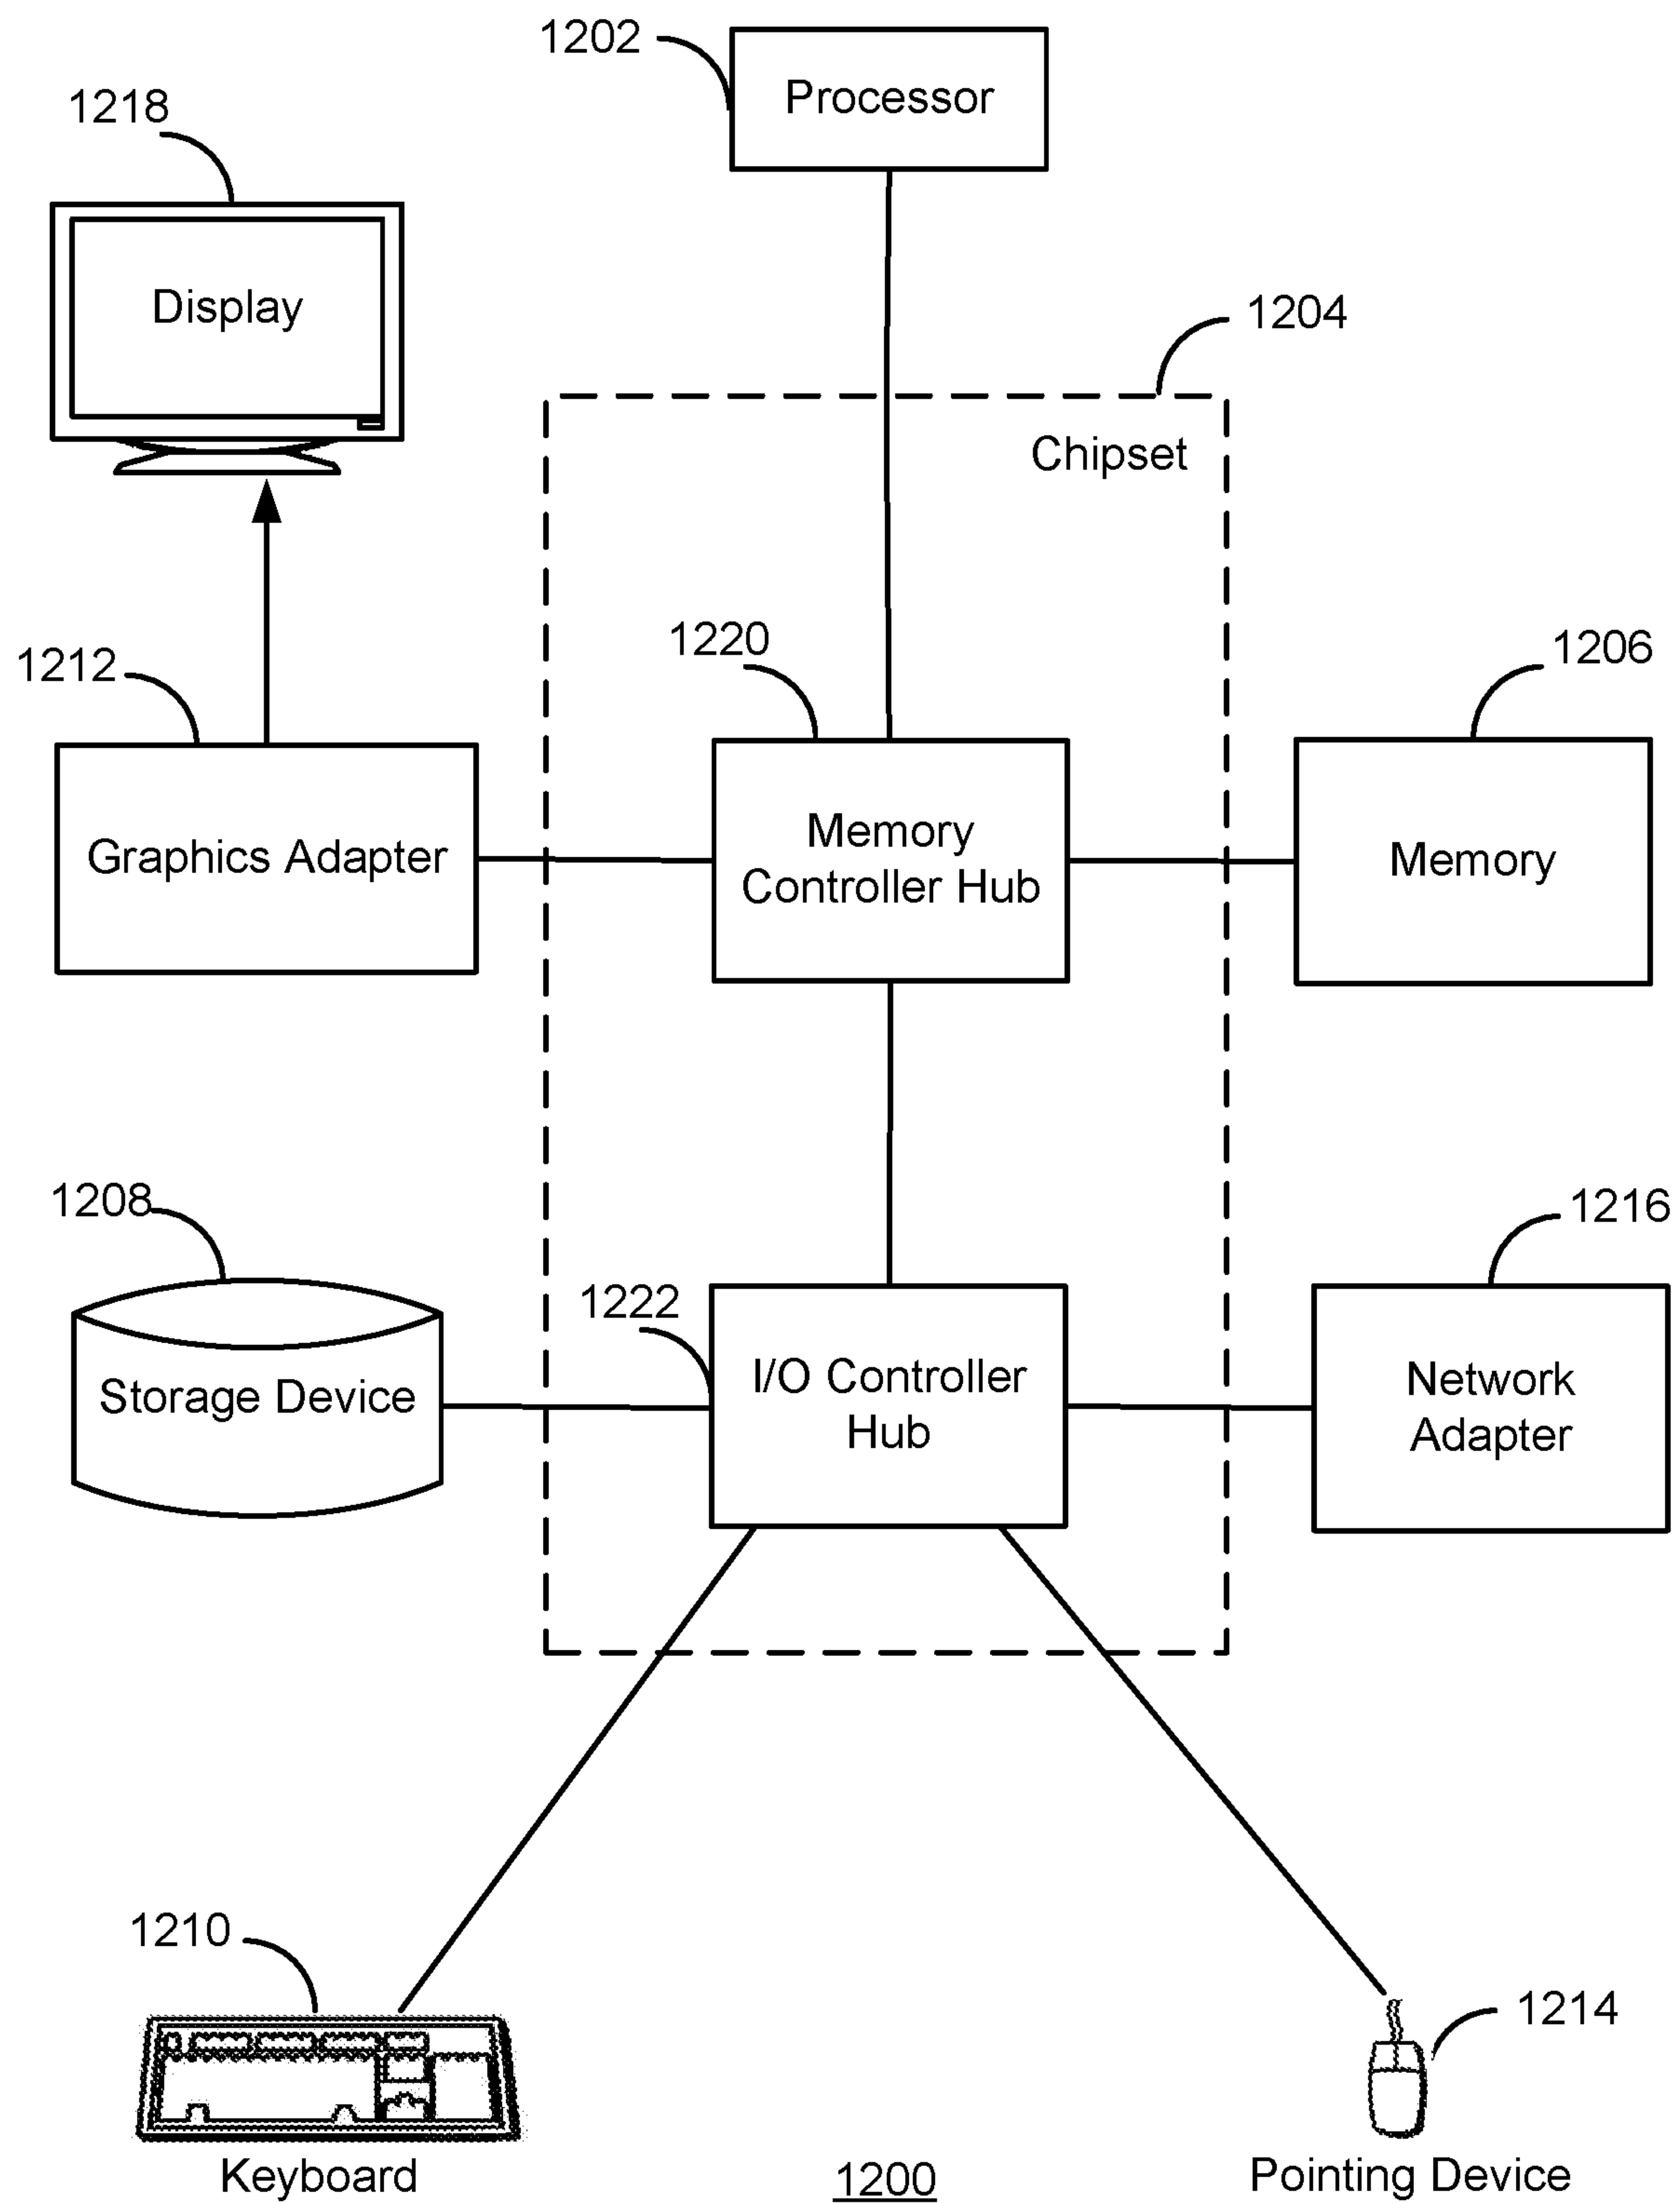 1202
Processor
1218
Display
1204
Chipset
1220
1206
1212
Memory
Controller Hub
Graphics Adapter
Memory
1208
1216
1222
I/O Controller
Hub
Storage Device
Network
Adapter
1210
1214
Keyboard
1200
Pointing Device